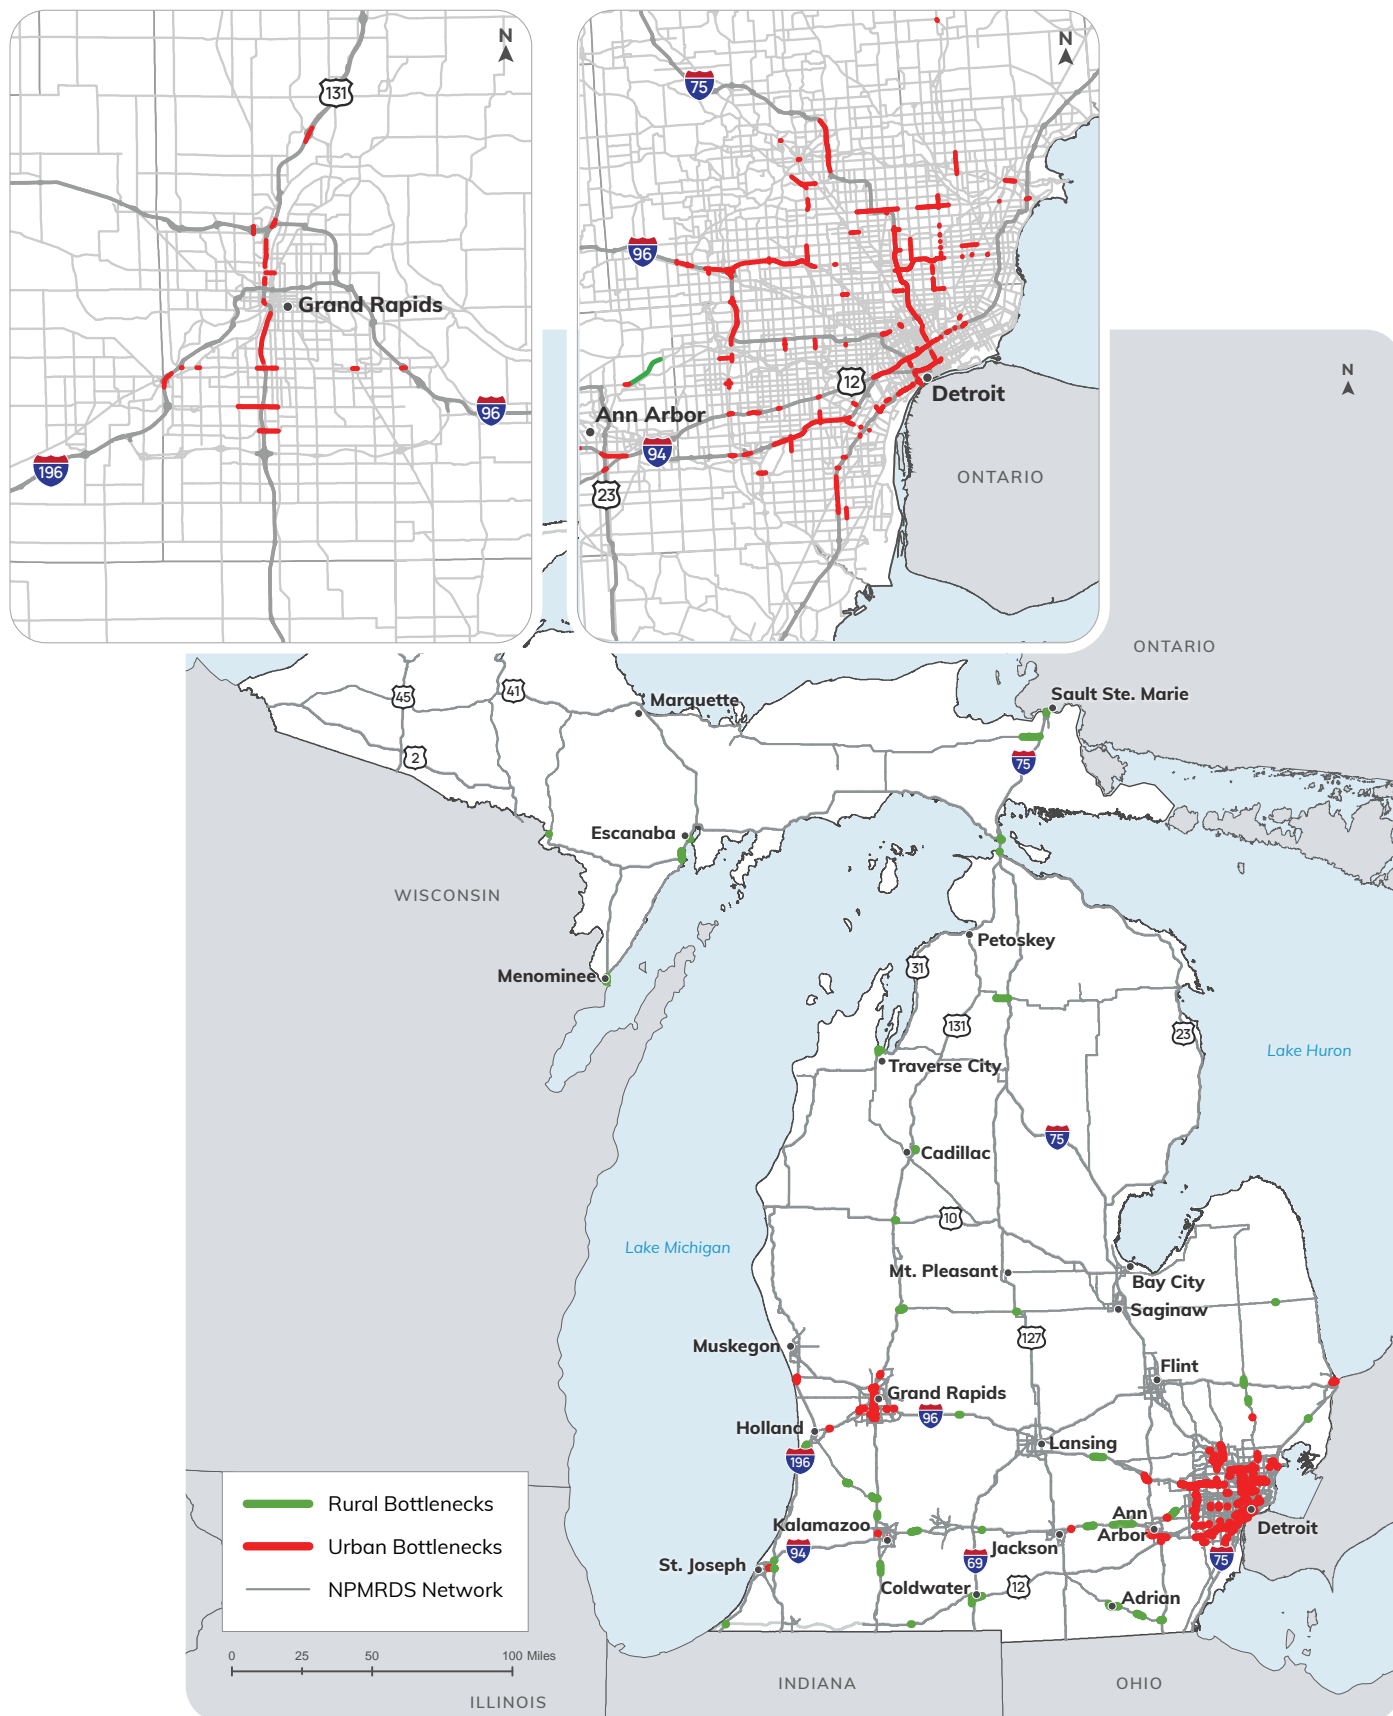 N
131
Grand Rapids
96
196
N
75
96
12
Detroit
Ann Arbor
94
23
ONTARIO
N
ONTARIO
45
41
Marquette
Sault Ste. Marie
2
75
Escanaba
WISCONSIN
Petoskey
31
Menominee
131
23
Lake Huron
Traverse City
75
Cadillac
10
Lake Michigan
Mt. Pleasant
Bay City
Saginaw
127
Muskegon
Flint
Grand Rapids
96
Holland
Lansing
196
Ann
Arbor
Kalamazoo
Detroit
Jackson
94
69
75
St. Joseph
Coldwater
12
Adrian
Rural Bottlenecks
Urban Bottlenecks
NPMRDS Network
0 25 50 100 Miles
INDIANA
OHIO
ILLINOIS